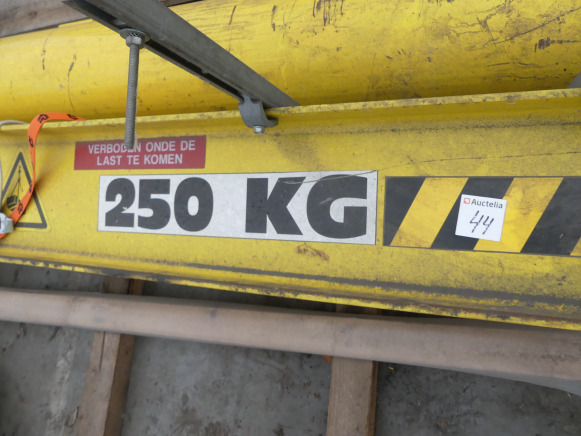 VERBODEN ONDE DE
LAST TE KOMEN
250 KG
Auctelia
44